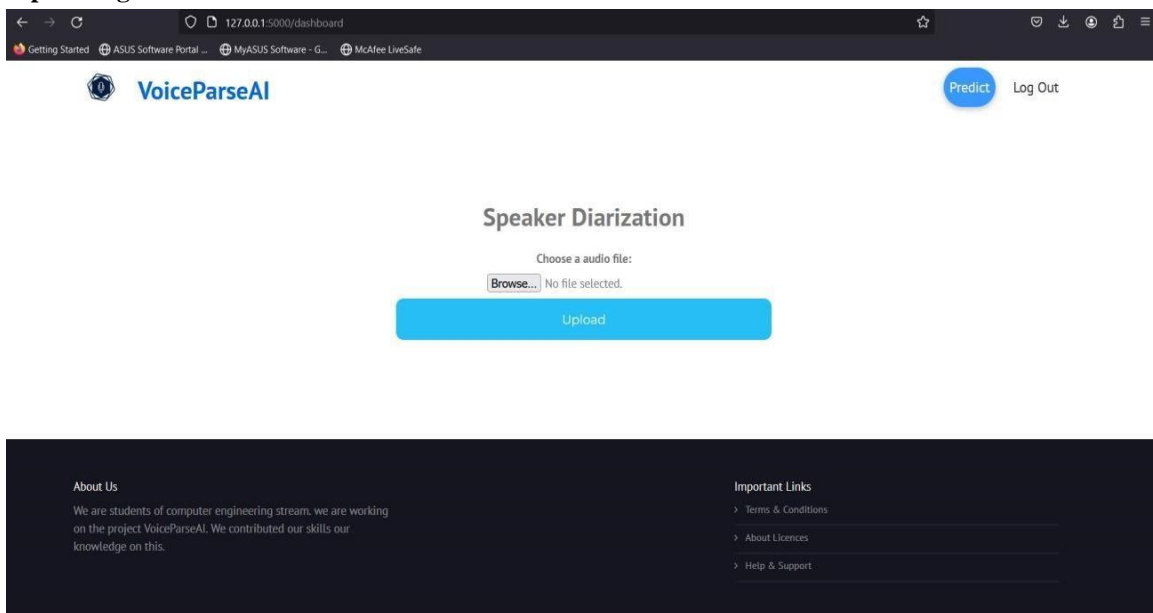 127.0.0.1:5000/dashboard
Getting Started ASUS Software Portal ... MyASUS Software - G... McAfee LiveSafe
VoiceParseAI Predict Log Out
Speaker Diarization
Choose a audio file:
Browse... No file selected.
Upload
About Us
We are students of computer engineering stream. we are working
on the project VoiceParseAI. We contributed our skills our
knowledge on this.
Important Links
> Terms & Conditions
> About Licences
> Help & Support